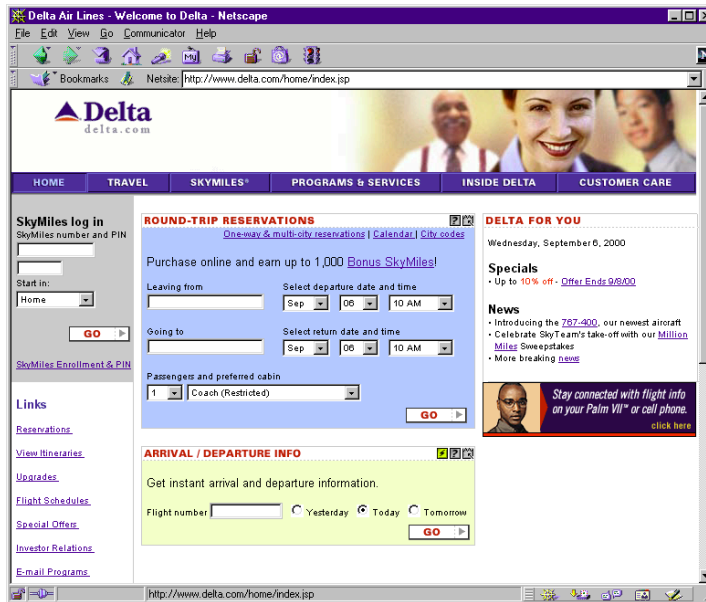 Delta Air Lines - Welcome to Delta - Netscape
File Edit View Go Communicator Help
My
Bookmarks Netsite: http://www.delta.com/home/index.jsp
Delta
delta.com
HOME TRAVEL SKYMILES® PROGRAMS & SERVICES INSIDE DELTA CUSTOMER CARE
SkyMiles log in
SkyMiles number and PIN
Start in:
Home
GO
SkyMiles Enrollment & PIN
Links
Reservations
View Itineraries
Upgrades
Flight Schedules
Special Offers
Investor Relations
E-mail Programs
ROUND-TRIP RESERVATIONS
One-way & multi-city reservations | Calendar | City codes
Purchase online and earn up to 1,000 Bonus SkyMiles!
Leaving from Select departure date and time
Sep 06 10 AM
Going to Select return date and time
Sep 06 10 AM
Passengers and preferred cabin
1 Coach (Restricted)
GO
ARRIVAL / DEPARTURE INFO
Get instant arrival and departure information.
Flight number Yesterday Today Tomorrow
GO
DELTA FOR YOU
Wednesday, September 6, 2000
Specials
• Up to 10% off - Offer Ends 9/8/00
News
• Introducing the 767-400, our newest aircraft
• Celebrate SkyTeam's take-off with our Million
Miles Sweepstakes
• More breaking news
Stay connected with flight info
on your Palm VII™ or cell phone.
click here
http://www.delta.com/home/index.jsp